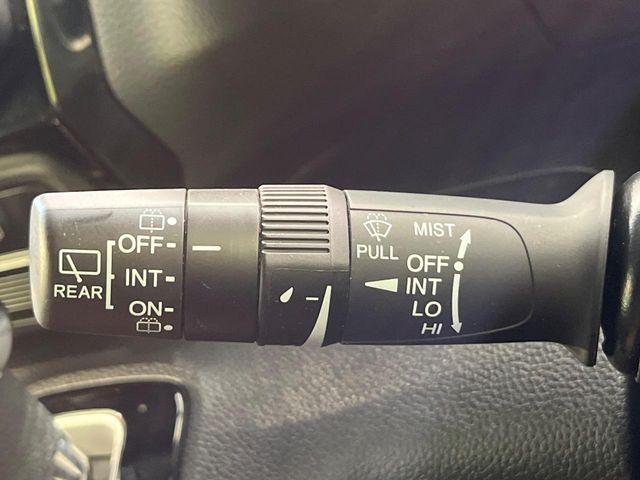 OFF
INT
REAR
ON
MIST
PULL
OFF
INT
LO
HI